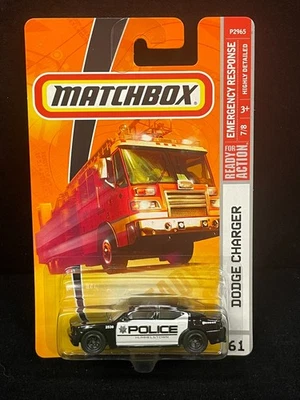 P2965
MATCHBOX
EMERGENCY RESPONSE
HIGHLY DETAILED
7/8
3+
READY FOR ACTION
DODGE CHARGER
61
POLICE